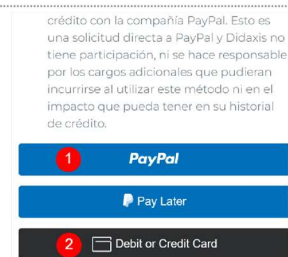 crédito con la compañía PayPal. Esto es
una solicitud directa a PayPal y Didaxis no
tiene participación, ni se hace responsable
por los cargos adicionales que pudieran
incurrirse al utilizar este método ni en el
impacto que pueda tener en su historial
de crédito.
1 PayPal
Pay Later
2 Debit or Credit Card